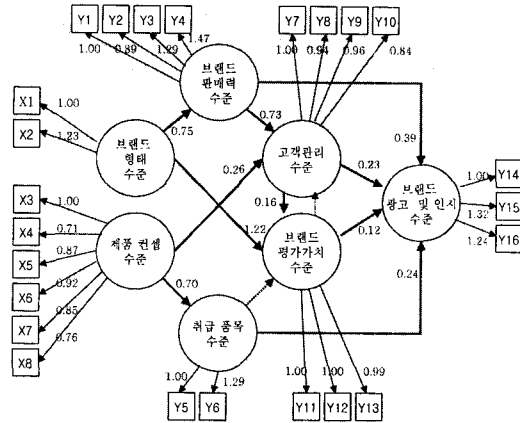 Y1
Y2
Y3
Y4
Y7
Y8
Y9
Y10
1.00
0.89
1.29
1.47
1.00
0.94
0.96
0.84
브랜드
판매력
수준
X1
X2
1.00
1.23
0.75
0.73
0.39
브랜드
형태
수준
고객관리
수준
0.26
0.23
0.16
브랜드
광고 및 인시
수준
1.00
1.32
1.24
Y14
Y15
Y16
X3
X4
X5
X6
X7
X8
1.00
0.71
0.87
0.92
0.85
0.76
제품 컨셉
수준
1.22
브랜드
평가가치
수준
0.12
0.24
0.70
취급 품목
수준
1.00
1.29
Y5
Y6
1.00
1.00
0.99
Y11
Y12
Y13